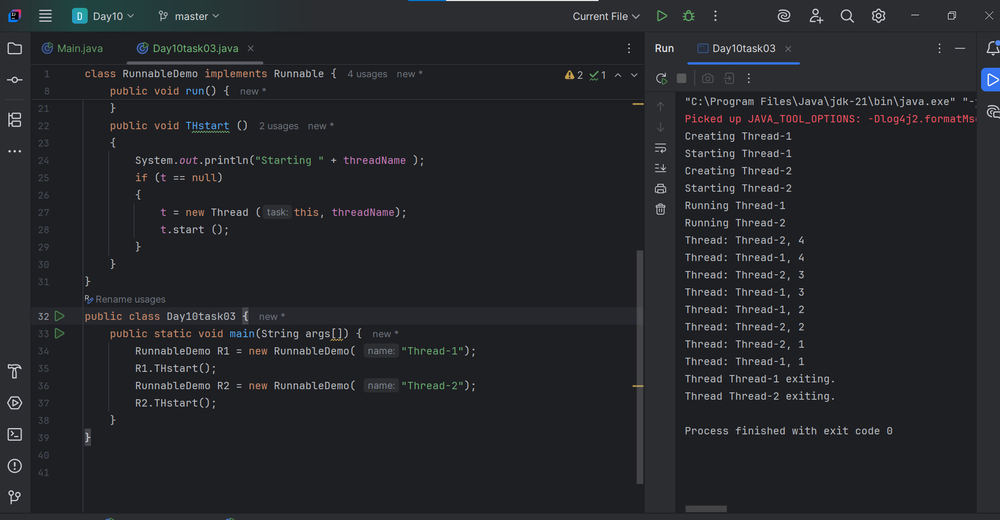 D Day10 master Current File
Main.java Day10task03.java
1 class RunnableDemo implements Runnable { 4 usages new *
8 public void run() { new *
2 1
21 }
22 public void THstart () 2 usages new *
23 {
24 System.out.println("Starting " + threadName );
25 if (t == null)
26 {
27 t = new Thread ( task: this, threadName);
28 t.start ();
29 }
30 }
31 }
Rename usages
32 public class Day10task03 { new *
33 public static void main(String args[]) { new *
34 RunnableDemo R1 = new RunnableDemo( name: "Thread-1");
35 R1.THstart();
36 RunnableDemo R2 = new RunnableDemo( name: "Thread-2");
37 R2.THstart();
38 }
39 }
40
41
Run Day10task03
"C:\Program Files\Java\jdk-21\bin\java.exe" "-
Picked up JAVA_TOOL_OPTIONS: -Dlog4j2.formatMs
Creating Thread-1
Starting Thread-1
Creating Thread-2
Starting Thread-2
Running Thread-1
Running Thread-2
Thread: Thread-2, 4
Thread: Thread-1, 4
Thread: Thread-2, 3
Thread: Thread-1, 3
Thread: Thread-1, 2
Thread: Thread-2, 2
Thread: Thread-2, 1
Thread: Thread-1, 1
Thread Thread-1 exiting.
Thread Thread-2 exiting.
Process finished with exit code 0